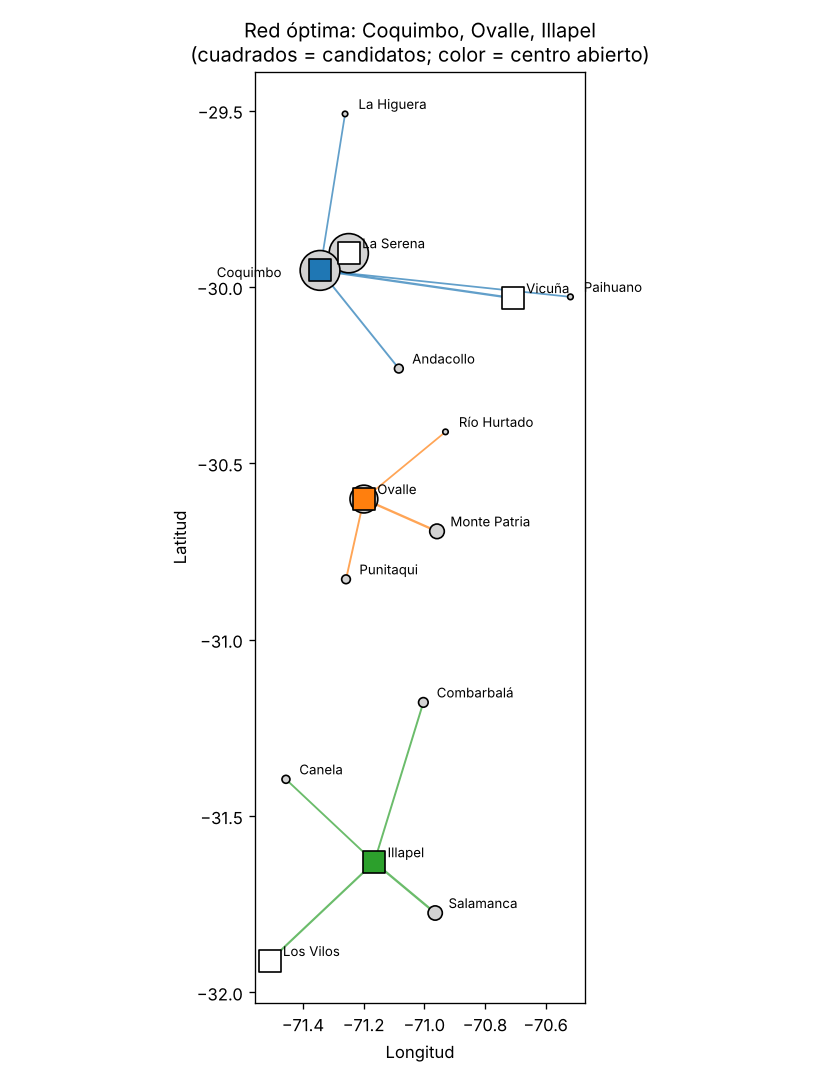 Red óptima: Coquimbo, Ovalle, Illapel
(cuadrados = candidatos; color = centro abierto)
La Higuera
La Serena
Coquimbo
Vicuña
Paihuano
Andacollo
Río Hurtado
Ovalle
Monte Patria
Punitaqui
Combarbalá
Canela
Illapel
Salamanca
Los Vilos
−29.5
−30.0
−30.5
−31.0
−31.5
−32.0
Latitud
−71.4 −71.2 −71.0 −70.8 −70.6
Longitud